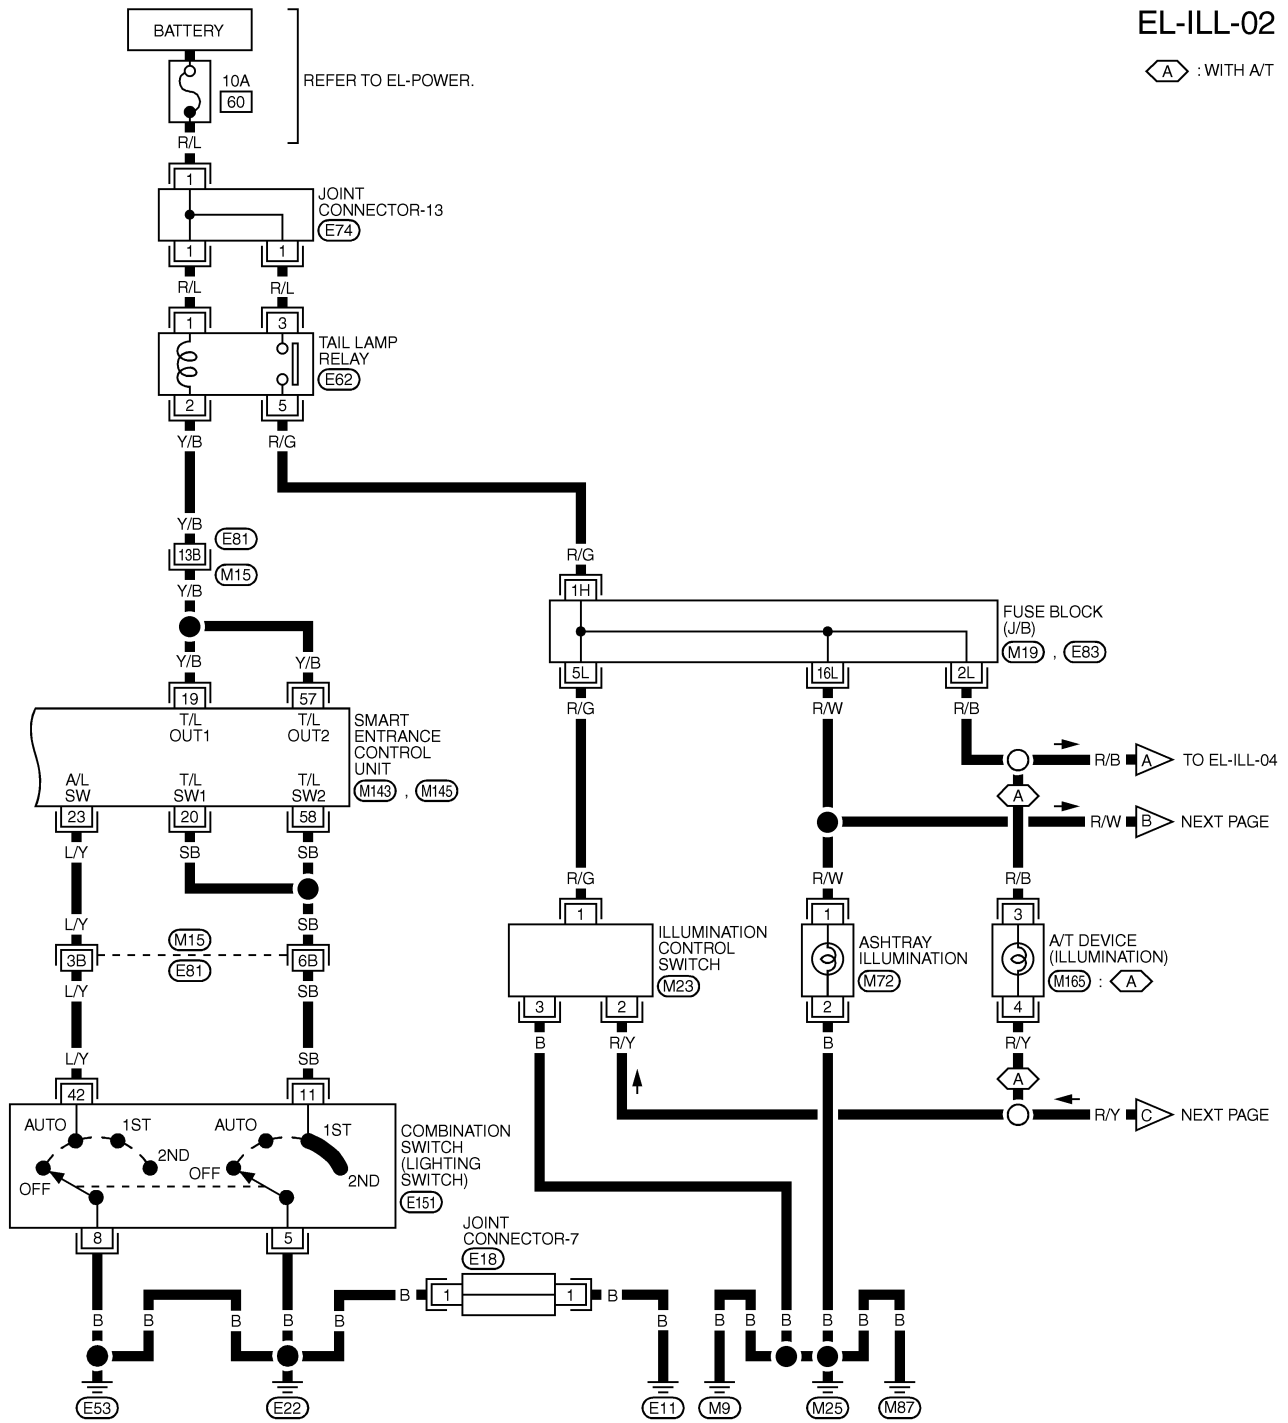 EL-ILL-02
BATTERY
10A
60
REFER TO EL-POWER.
A : WITH A/T
R/L
1
JOINT
CONNECTOR-13
E74
1 1
R/L R/L
1 3
TAIL LAMP
RELAY
E62
2 5
Y/B R/G
Y/B
E81
13B
M15
Y/B
R/G
1H
FUSE BLOCK
(J/B)
M19 , E83
5L 16L 2L
Y/B Y/B
19 57
T/L
OUT1
T/L
OUT2
SMART
ENTRANCE
CONTROL
UNIT
M143 , M145
A/L
SW
T/L
SW1
T/L
SW2
23 20 58
L/Y SB SB
R/G R/W R/B
R/B A TO EL-ILL-04
A
R/W B NEXT PAGE
R/G R/W R/B
L/Y SB
M15
3B 6B
E81
L/Y SB
L/Y SB
1
ILLUMINATION
CONTROL
SWITCH
M23
1
ASHTRAY
ILLUMINATION
M72
3
A/T DEVICE
(ILLUMINATION)
M165 : A
3 2 2 4
B R/Y B R/Y
A
R/Y C NEXT PAGE
42 11
AUTO 1ST
2ND
OFF
AUTO 1ST
2ND
OFF
COMBINATION
SWITCH
(LIGHTING
SWITCH)
E151
8 5
JOINT
CONNECTOR-7
E18
B 1 1 B
B B B B B B B B B B B B
E53 E22 E11 M9 M25 M87